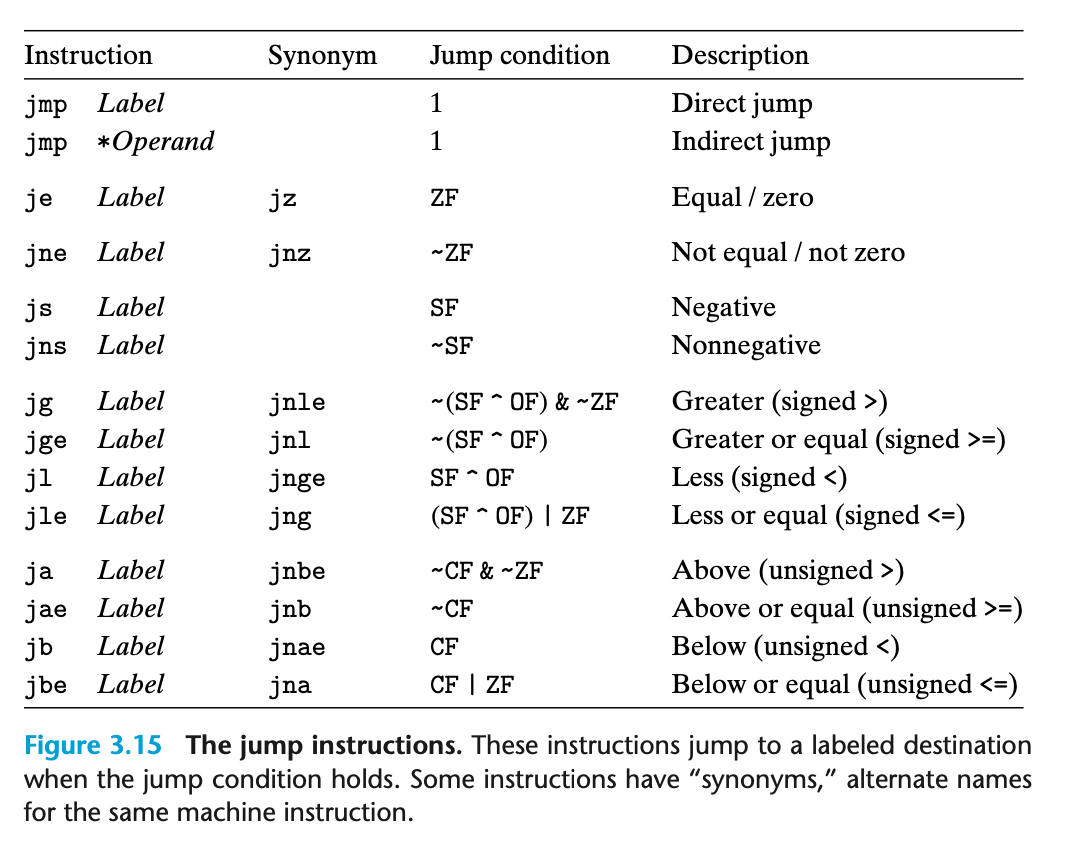 Instruction Synonym Jump condition Description
jmp Label 1 Direct jump
jmp *Operand 1 Indirect jump
je Label jz ZF Equal / zero
jne Label jnz ~ZF Not equal / not zero
js Label SF Negative
jns Label ~SF Nonnegative
jg Label jnle ~(SF ^ OF) & ~ZF Greater (signed >)
jge Label jnl ~(SF ^ OF) Greater or equal (signed >=)
jl Label jnge SF ^ OF Less (signed <)
jle Label jng (SF ^ OF) | ZF Less or equal (signed <=)
ja Label jnbe ~CF & ~ZF Above (unsigned >)
jae Label jnb ~CF Above or equal (unsigned >=)
jb Label jnae CF Below (unsigned <)
jbe Label jna CF | ZF Below or equal (unsigned <=)
Figure 3.15 The jump instructions. These instructions jump to a labeled destination
when the jump condition holds. Some instructions have “synonyms,” alternate names
for the same machine instruction.